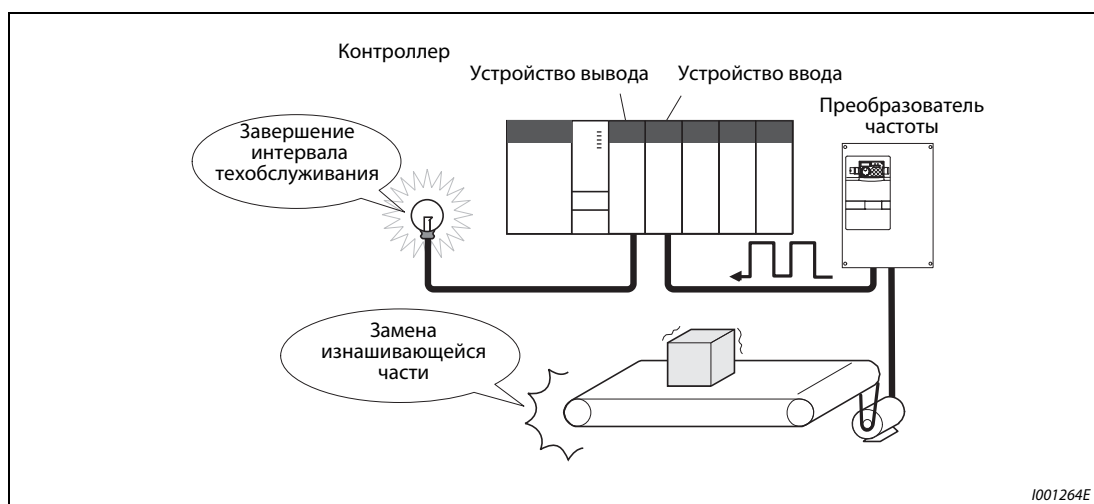 Контроллер
Устройство вывода
Устройство ввода
Преобразователь
частоты
Завершение
интервала
техобслуживания
Замена
изнашивающейся
части
I001264E